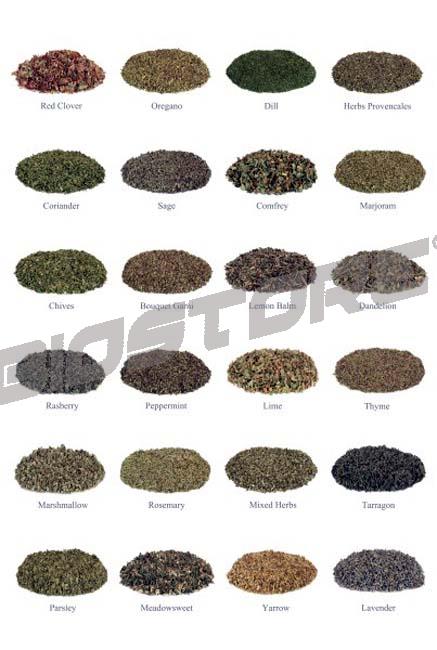 Red Clover Oregano Dill Herbs Provencales
Coriander Sage Comfrey Marjoram
Chives Bouquet Garni Lemon Balm Dandelion
Rasberry Peppermint Lime Thyme
BIOSTORE®
Marshmallow Rosemary Mixed Herbs Tarragon
Parsley Meadowsweet Yarrow Lavender